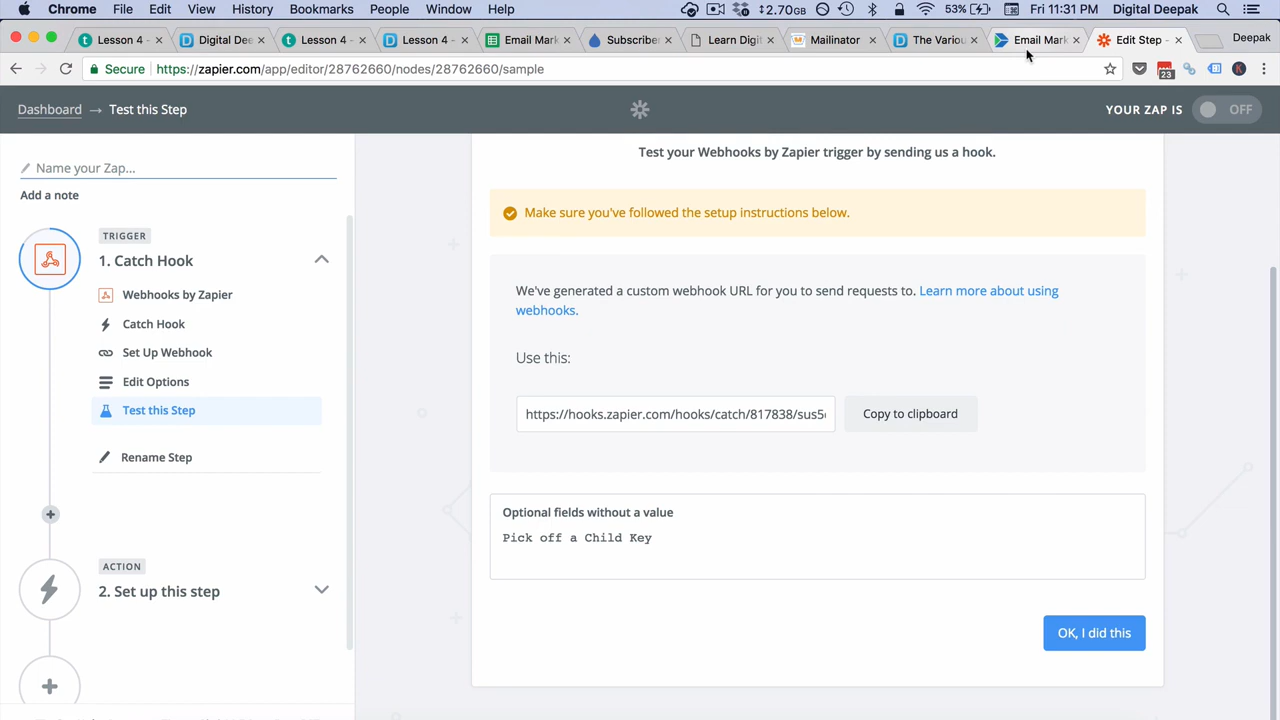 Chrome File Edit View History Bookmarks People Window Help 2.70GB 53% Fri 11:31 PM Digital Deepak
Lesson 4 - Digital Dee Lesson 4 - Lesson 4 - Email Mark Subscribe Learn Digit Mailinator The Variou Email Mark Edit Step - Deepak
Secure https://zapier.com/app/editor/28762660/nodes/28762660/sample 23
Dashboard → Test this Step YOUR ZAP IS OFF
Name your Zap...
Add a note
TRIGGER
1. Catch Hook
Webhooks by Zapier
Catch Hook
Set Up Webhook
Edit Options
Test this Step
Rename Step
ACTION
2. Set up this step
Test your Webhooks by Zapier trigger by sending us a hook.
Make sure you've followed the setup instructions below.
We've generated a custom webhook URL for you to send requests to. Learn more about using
webhooks.
Use this:
https://hooks.zapier.com/hooks/catch/817838/sus5 Copy to clipboard
Optional fields without a value
Pick off a Child Key
OK, I did this